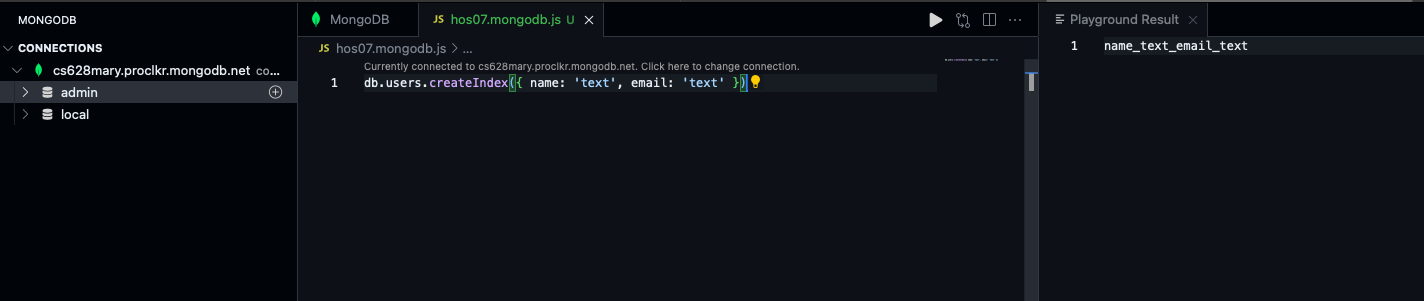 MONGODB
CONNECTIONS
cs628mary.proclkr.mongodb.net co...
admin
local
MongoDB
JS hos07.mongodb.js U
JS hos07.mongodb.js > ...
Currently connected to cs628mary.proclkr.mongodb.net. Click here to change connection.
1 db.users.createIndex({ name: 'text', email: 'text' })
Playground Result
1 name_text_email_text